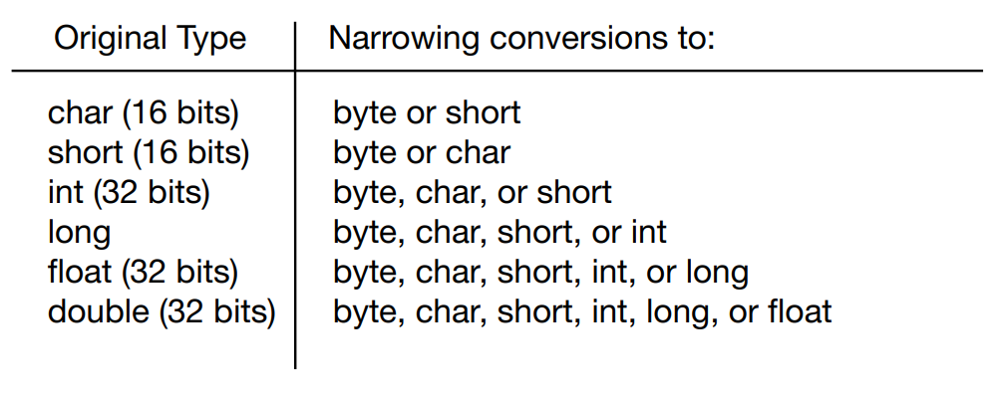 Original Type Narrowing conversions to:
char (16 bits) byte or short
short (16 bits) byte or char
int (32 bits) byte, char, or short
long byte, char, short, or int
float (32 bits) byte, char, short, int, or long
double (32 bits) byte, char, short, int, long, or float